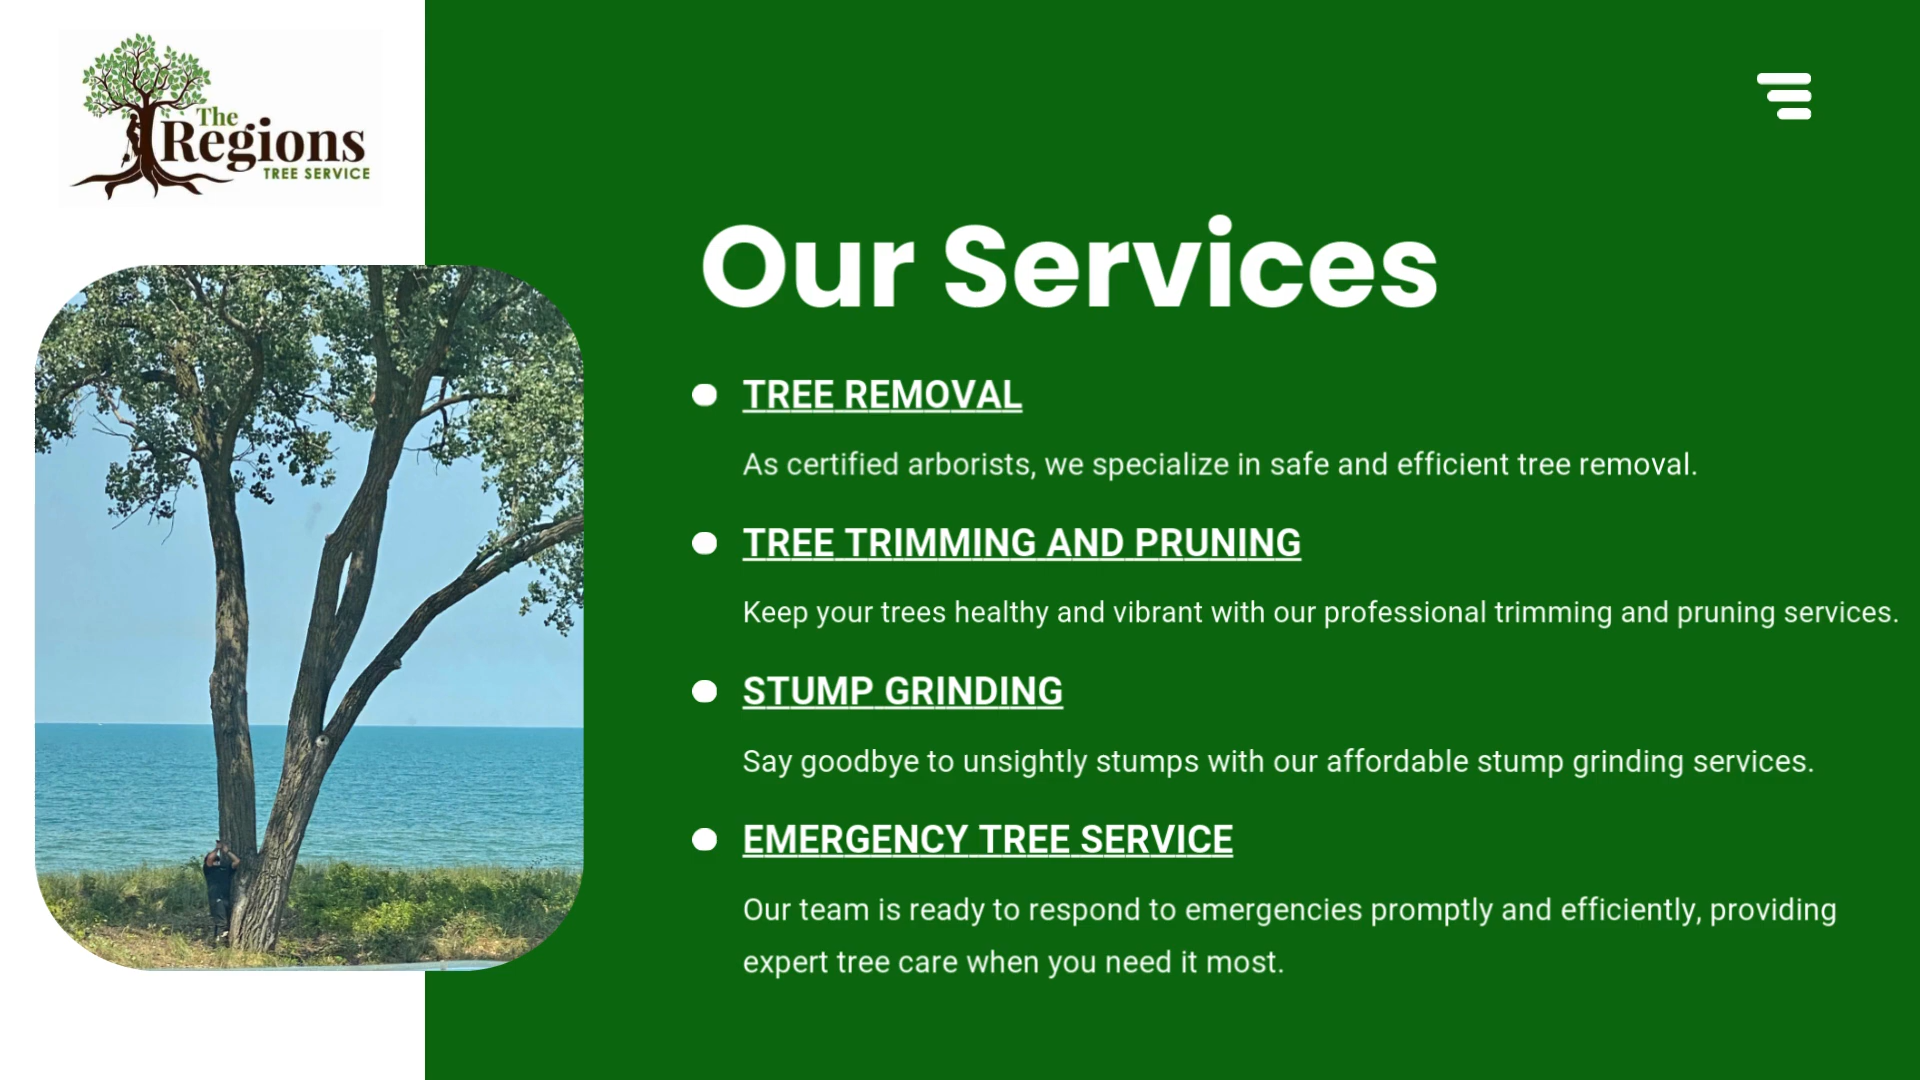 The
Regions
TREE SERVICE
Our Services
TREE REMOVAL
As certified arborists, we specialize in safe and efficient tree removal.
TREE TRIMMING AND PRUNING
Keep your trees healthy and vibrant with our professional trimming and pruning services.
STUMP GRINDING
Say goodbye to unsightly stumps with our affordable stump grinding services.
EMERGENCY TREE SERVICE
Our team is ready to respond to emergencies promptly and efficiently, providing
expert tree care when you need it most.